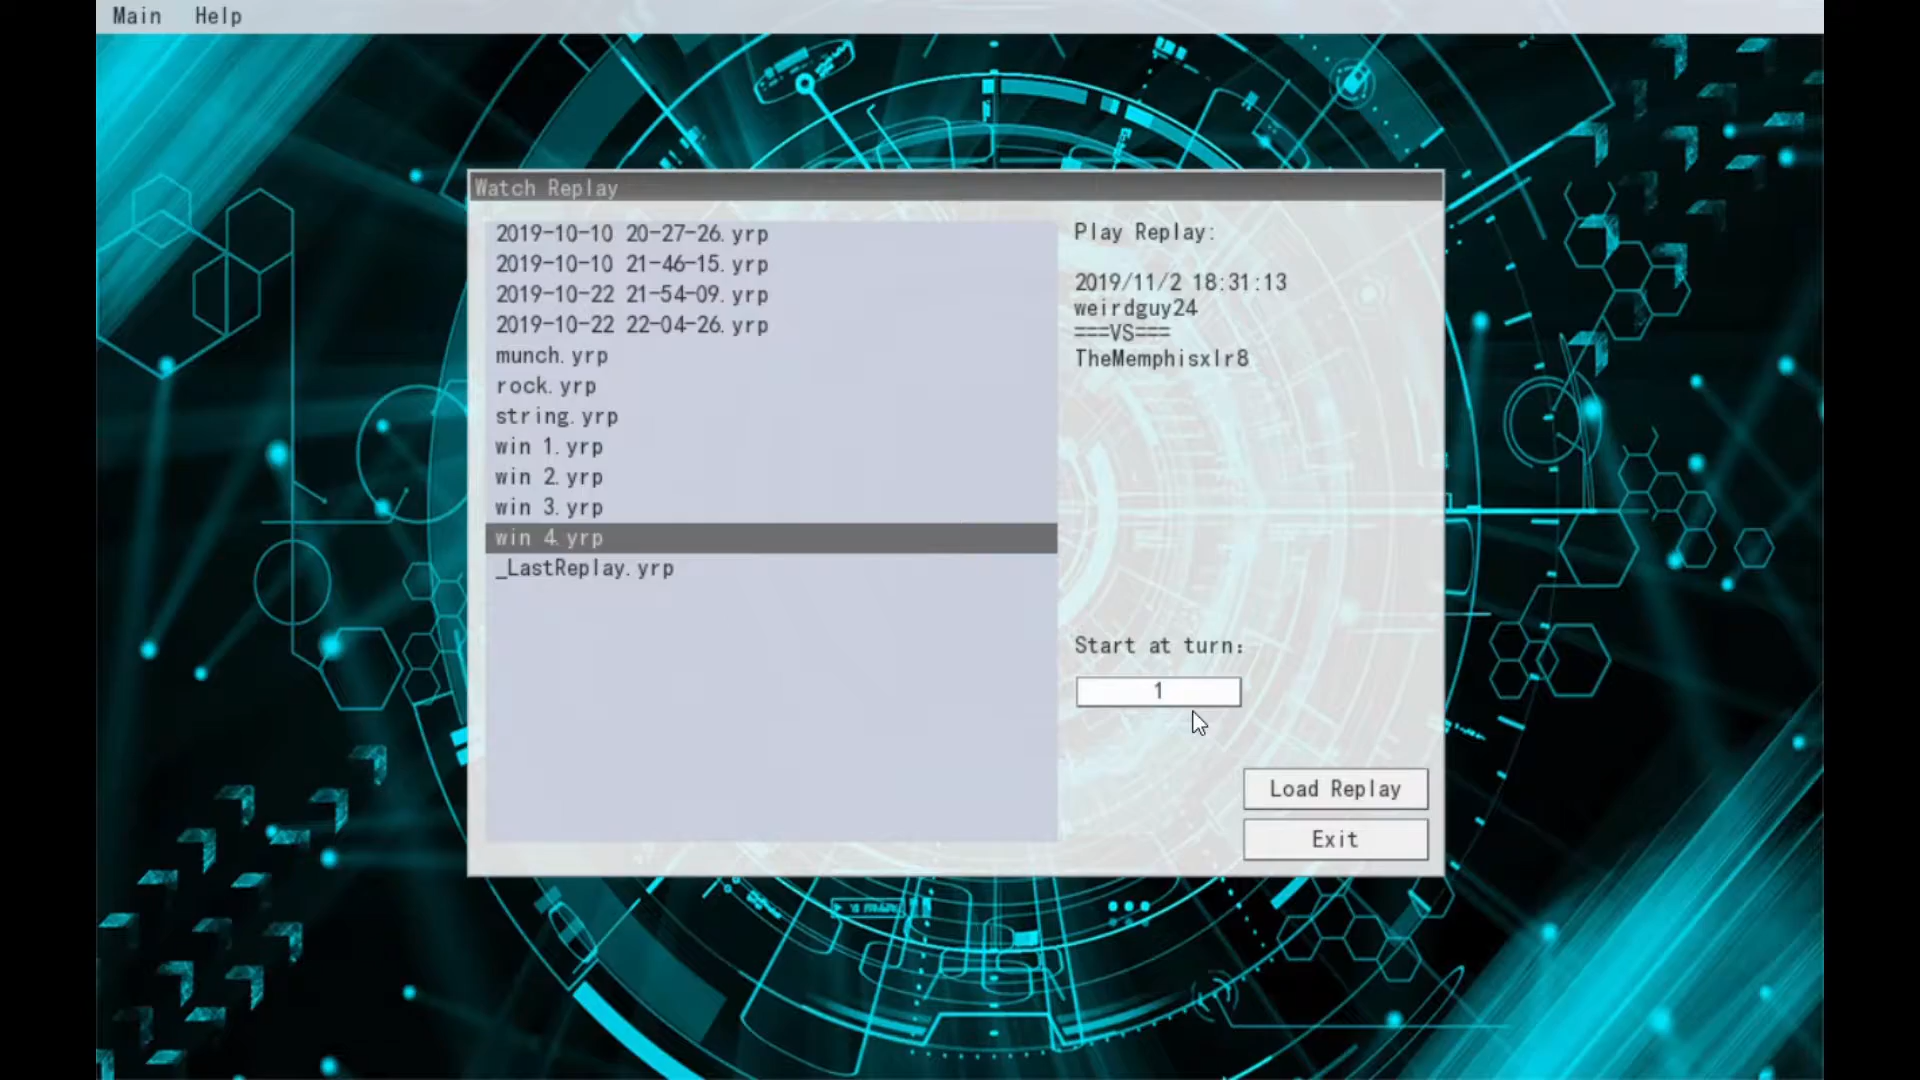 Main Help
Watch Replay
2019-10-10 20-27-26.yrp
2019-10-10 21-46-15.yrp
2019-10-22 21-54-09.yrp
2019-10-22 22-04-26.yrp
munch.yrp
rock.yrp
string.yrp
win 1.yrp
win 2.yrp
win 3.yrp
win 4.yrp
_LastReplay.yrp
Play Replay:
2019/11/2 18:31:13
weirdguy24
===VS===
TheMemphisxlr8
Start at turn:
1
Load Replay
Exit